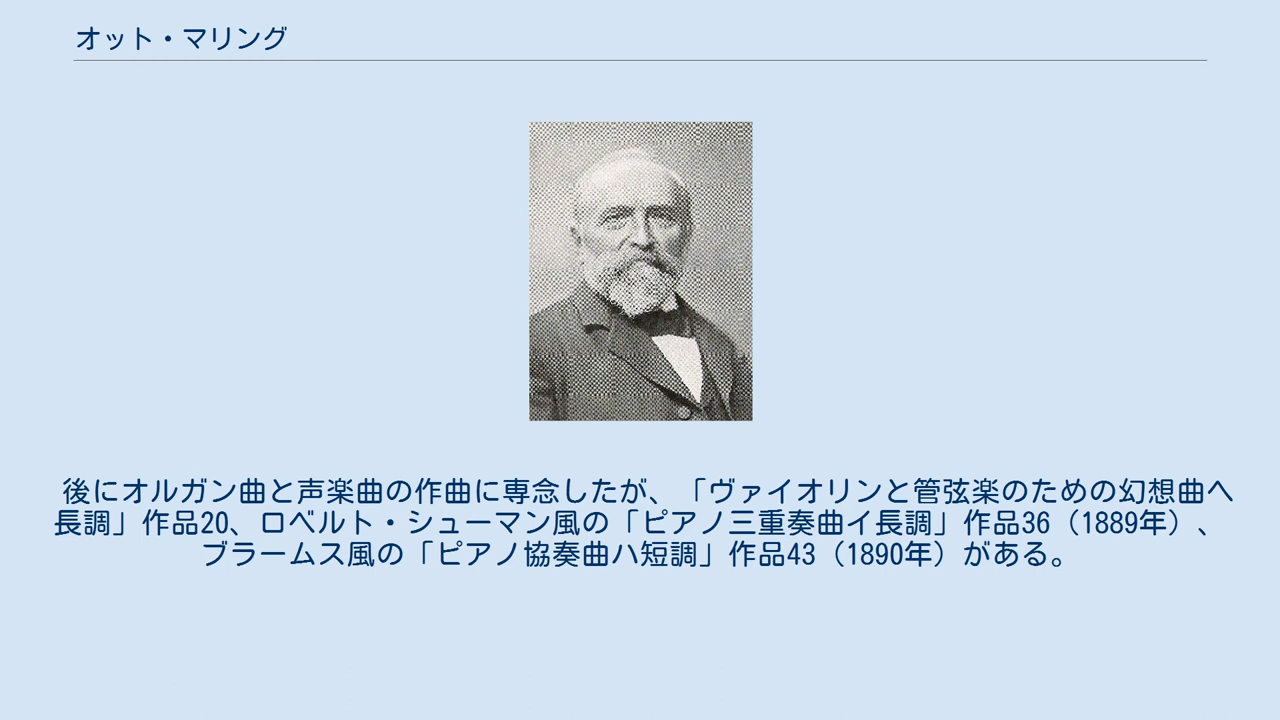 オット・マリング
後にオルガン曲と声楽曲の作曲に専念したが、「ヴァイオリンと管弦楽のための幻想曲ヘ
長調」作品20、ロベルト・シューマン風の「ピアノ三重奏曲イ長調」作品36（1889年）、
ブラームス風の「ピアノ協奏曲ハ短調」作品43（1890年）がある。